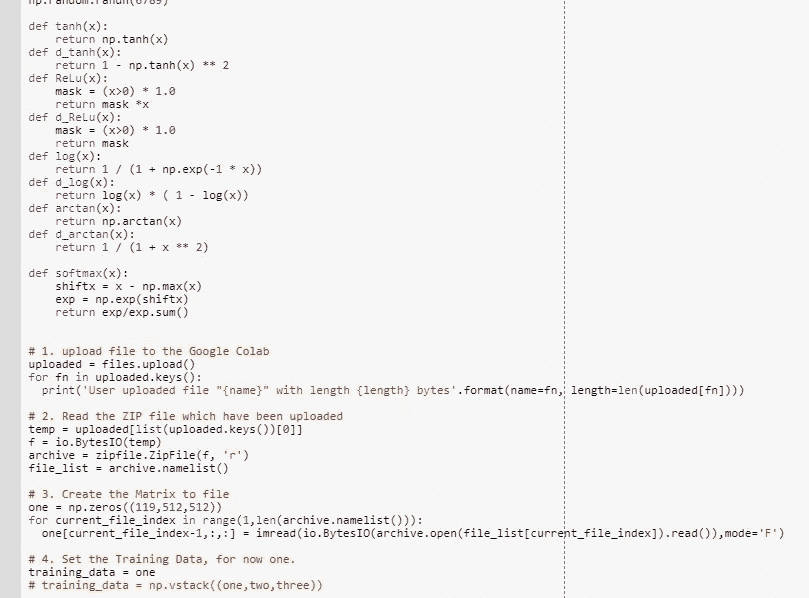 np.random.randn(6789)
def tanh(x):
    return np.tanh(x)
def d_tanh(x):
    return 1 - np.tanh(x) ** 2
def ReLu(x):
    mask = (x>0) * 1.0
    return mask *x
def d_ReLu(x):
    mask = (x>0) * 1.0
    return mask
def log(x):
    return 1 / (1 + np.exp(-1 * x))
def d_log(x):
    return log(x) * ( 1 - log(x))
def arctan(x):
    return np.arctan(x)
def d_arctan(x):
    return 1 / (1 + x ** 2)
def softmax(x):
    shiftx = x - np.max(x)
    exp = np.exp(shiftx)
    return exp/exp.sum()
# 1. upload file to the Google Colab
uploaded = files.upload()
for fn in uploaded.keys():
  print('User uploaded file "{name}" with length {length} bytes'.format(name=fn, length=len(uploaded[fn])))
# 2. Read the ZIP file which have been uploaded
temp = uploaded[list(uploaded.keys())[0]]
f = io.BytesIO(temp)
archive = zipfile.ZipFile(f, 'r')
file_list = archive.namelist()
# 3. Create the Matrix to file
one = np.zeros((119,512,512))
for current_file_index in range(1,len(archive.namelist())):
  one[current_file_index-1,:,:] = imread(io.BytesIO(archive.open(file_list[current_file_index]).read()),mode='F')
# 4. Set the Training Data, for now one.
training_data = one
# training_data = np.vstack((one,two,three))